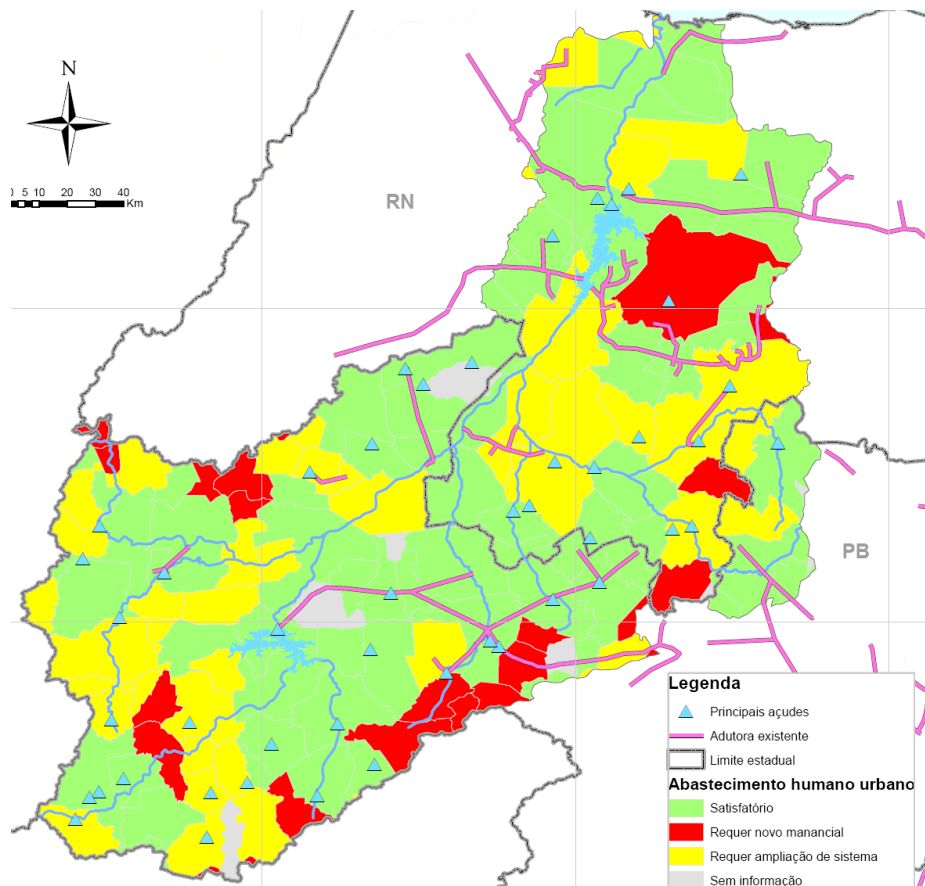 N
0 5 10 20 30 40
Km
RN
PB
Legenda
Principais açudes
Adutora existente
Limite estadual
Abastecimento humano urbano
Satisfatório
Requer novo manancial
Requer ampliação de sistema
Sem informação